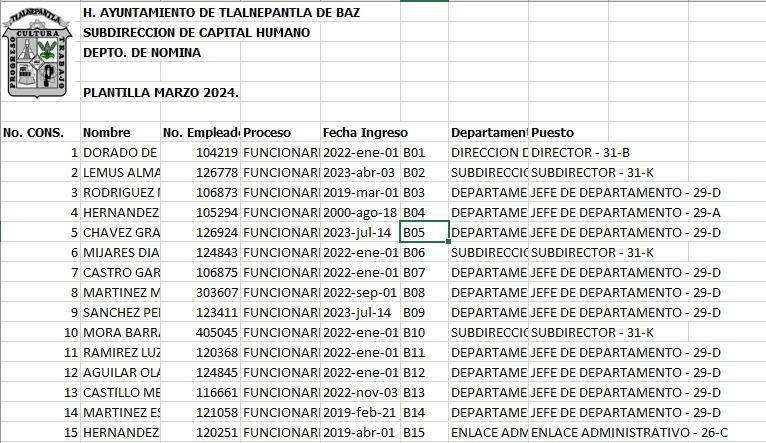 TLALNEPANTLA
CULTURA
PROGRESO
TRABAJO
H. AYUNTAMIENTO DE TLALNEPANTLA DE BAZ
SUBDIRECCION DE CAPITAL HUMANO
DEPTO. DE NOMINA
PLANTILLA MARZO 2024.
No. CONS. Nombre No. Emplead Proceso Fecha Ingreso Departament Puesto
1 DORADO DE 104219 FUNCIONARI 2022-ene-01 B01 DIRECCION D DIRECTOR - 31-B
2 LEMUS ALMA 126778 FUNCIONARI 2023-abr-03 B02 SUBDIRECCIO SUBDIRECTOR - 31-K
3 RODRIGUEZ 106873 FUNCIONARI 2019-mar-01 B03 DEPARTAME JEFE DE DEPARTAMENTO - 29-D
4 HERNANDEZ 105294 FUNCIONARI 2000-ago-18 B04 DEPARTAME JEFE DE DEPARTAMENTO - 29-A
5 CHAVEZ GRA 126924 FUNCIONARI 2023-jul-14 B05 DEPARTAME JEFE DE DEPARTAMENTO - 29-D
6 MIJARES DIA 124843 FUNCIONARI 2022-ene-01 B06 SUBDIRECCIO SUBDIRECTOR - 31-K
7 CASTRO GAR 106875 FUNCIONARI 2022-ene-01 B07 DEPARTAME JEFE DE DEPARTAMENTO - 29-D
8 MARTINEZ M 303607 FUNCIONARI 2022-sep-01 B08 DEPARTAME JEFE DE DEPARTAMENTO - 29-D
9 SANCHEZ PE 123411 FUNCIONARI 2023-jul-14 B09 DEPARTAME JEFE DE DEPARTAMENTO - 29-D
10 MORA BARRA 405045 FUNCIONARI 2022-ene-01 B10 SUBDIRECCIO SUBDIRECTOR - 31-K
11 RAMIREZ LUZ 120368 FUNCIONARI 2022-ene-01 B11 DEPARTAME JEFE DE DEPARTAMENTO - 29-D
12 AGUILAR OLA 124845 FUNCIONARI 2022-ene-01 B12 DEPARTAME JEFE DE DEPARTAMENTO - 29-D
13 CASTILLO ME 116661 FUNCIONARI 2022-nov-03 B13 DEPARTAME JEFE DE DEPARTAMENTO - 29-D
14 MARTINEZ ES 121058 FUNCIONARI 2019-feb-21 B14 DEPARTAME JEFE DE DEPARTAMENTO - 29-D
15 HERNANDEZ 120251 FUNCIONARI 2019-abr-01 B15 ENLACE ADM ENLACE ADMINISTRATIVO - 26-C